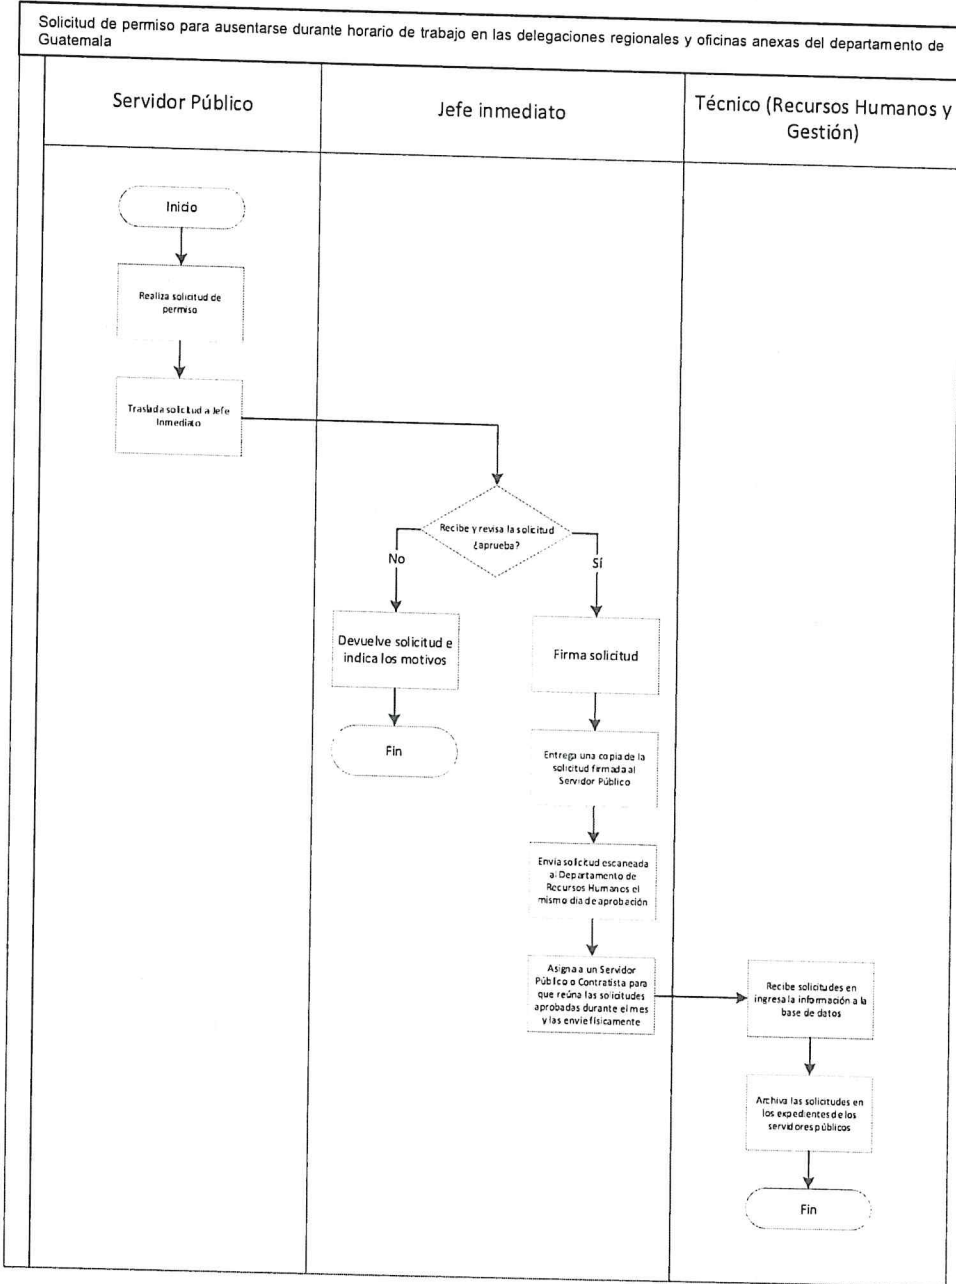 Solicitud de permiso para ausentarse durante horario de trabajo en las delegaciones regionales y oficinas anexas del departamento de
Guatemala
Servidor Público
Jefe inmediato
Técnico (Recursos Humanos y
Gestión)
Inicio
Realiza solicitud de
permiso
Traslada solicitud a Jefe
Inmediato
Recibe y revisa la solicitud
¿aprueba?
No
Sí
Devuelve solicitud e
indica los motivos
Firma solicitud
Fin
Entrega una copia de la
solicitud firmada al
Servidor Público
Envía solicitud escaneada
al Departamento de
Recursos Humanos el
mismo día de aprobación
Asigna a un Servidor
Público o Contratista para
que reúna las solicitudes
aprobadas durante el mes
y las envíe físicamente
Recibe solicitudes en
ingresa la información a la
base de datos
Archiva las solicitudes en
los expedientes de los
servidores públicos
Fin